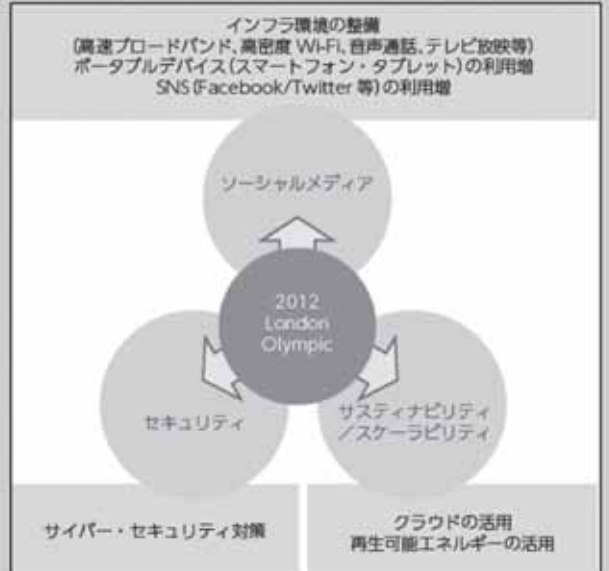 インフラ環境の整備
(高速ブロードバンド、高密度 Wi-Fi、音声通話、テレビ放映等)
ポータブルデバイス(スマートフォン・タブレット)の利用増
SNS(Facebook/Twitter 等)の利用増
ソーシャルメディア
2012
London
Olympic
セキュリティ
サスティナビリティ
／スケーラビリティ
サイバー・セキュリティ対策
クラウドの活用
再生可能エネルギーの活用